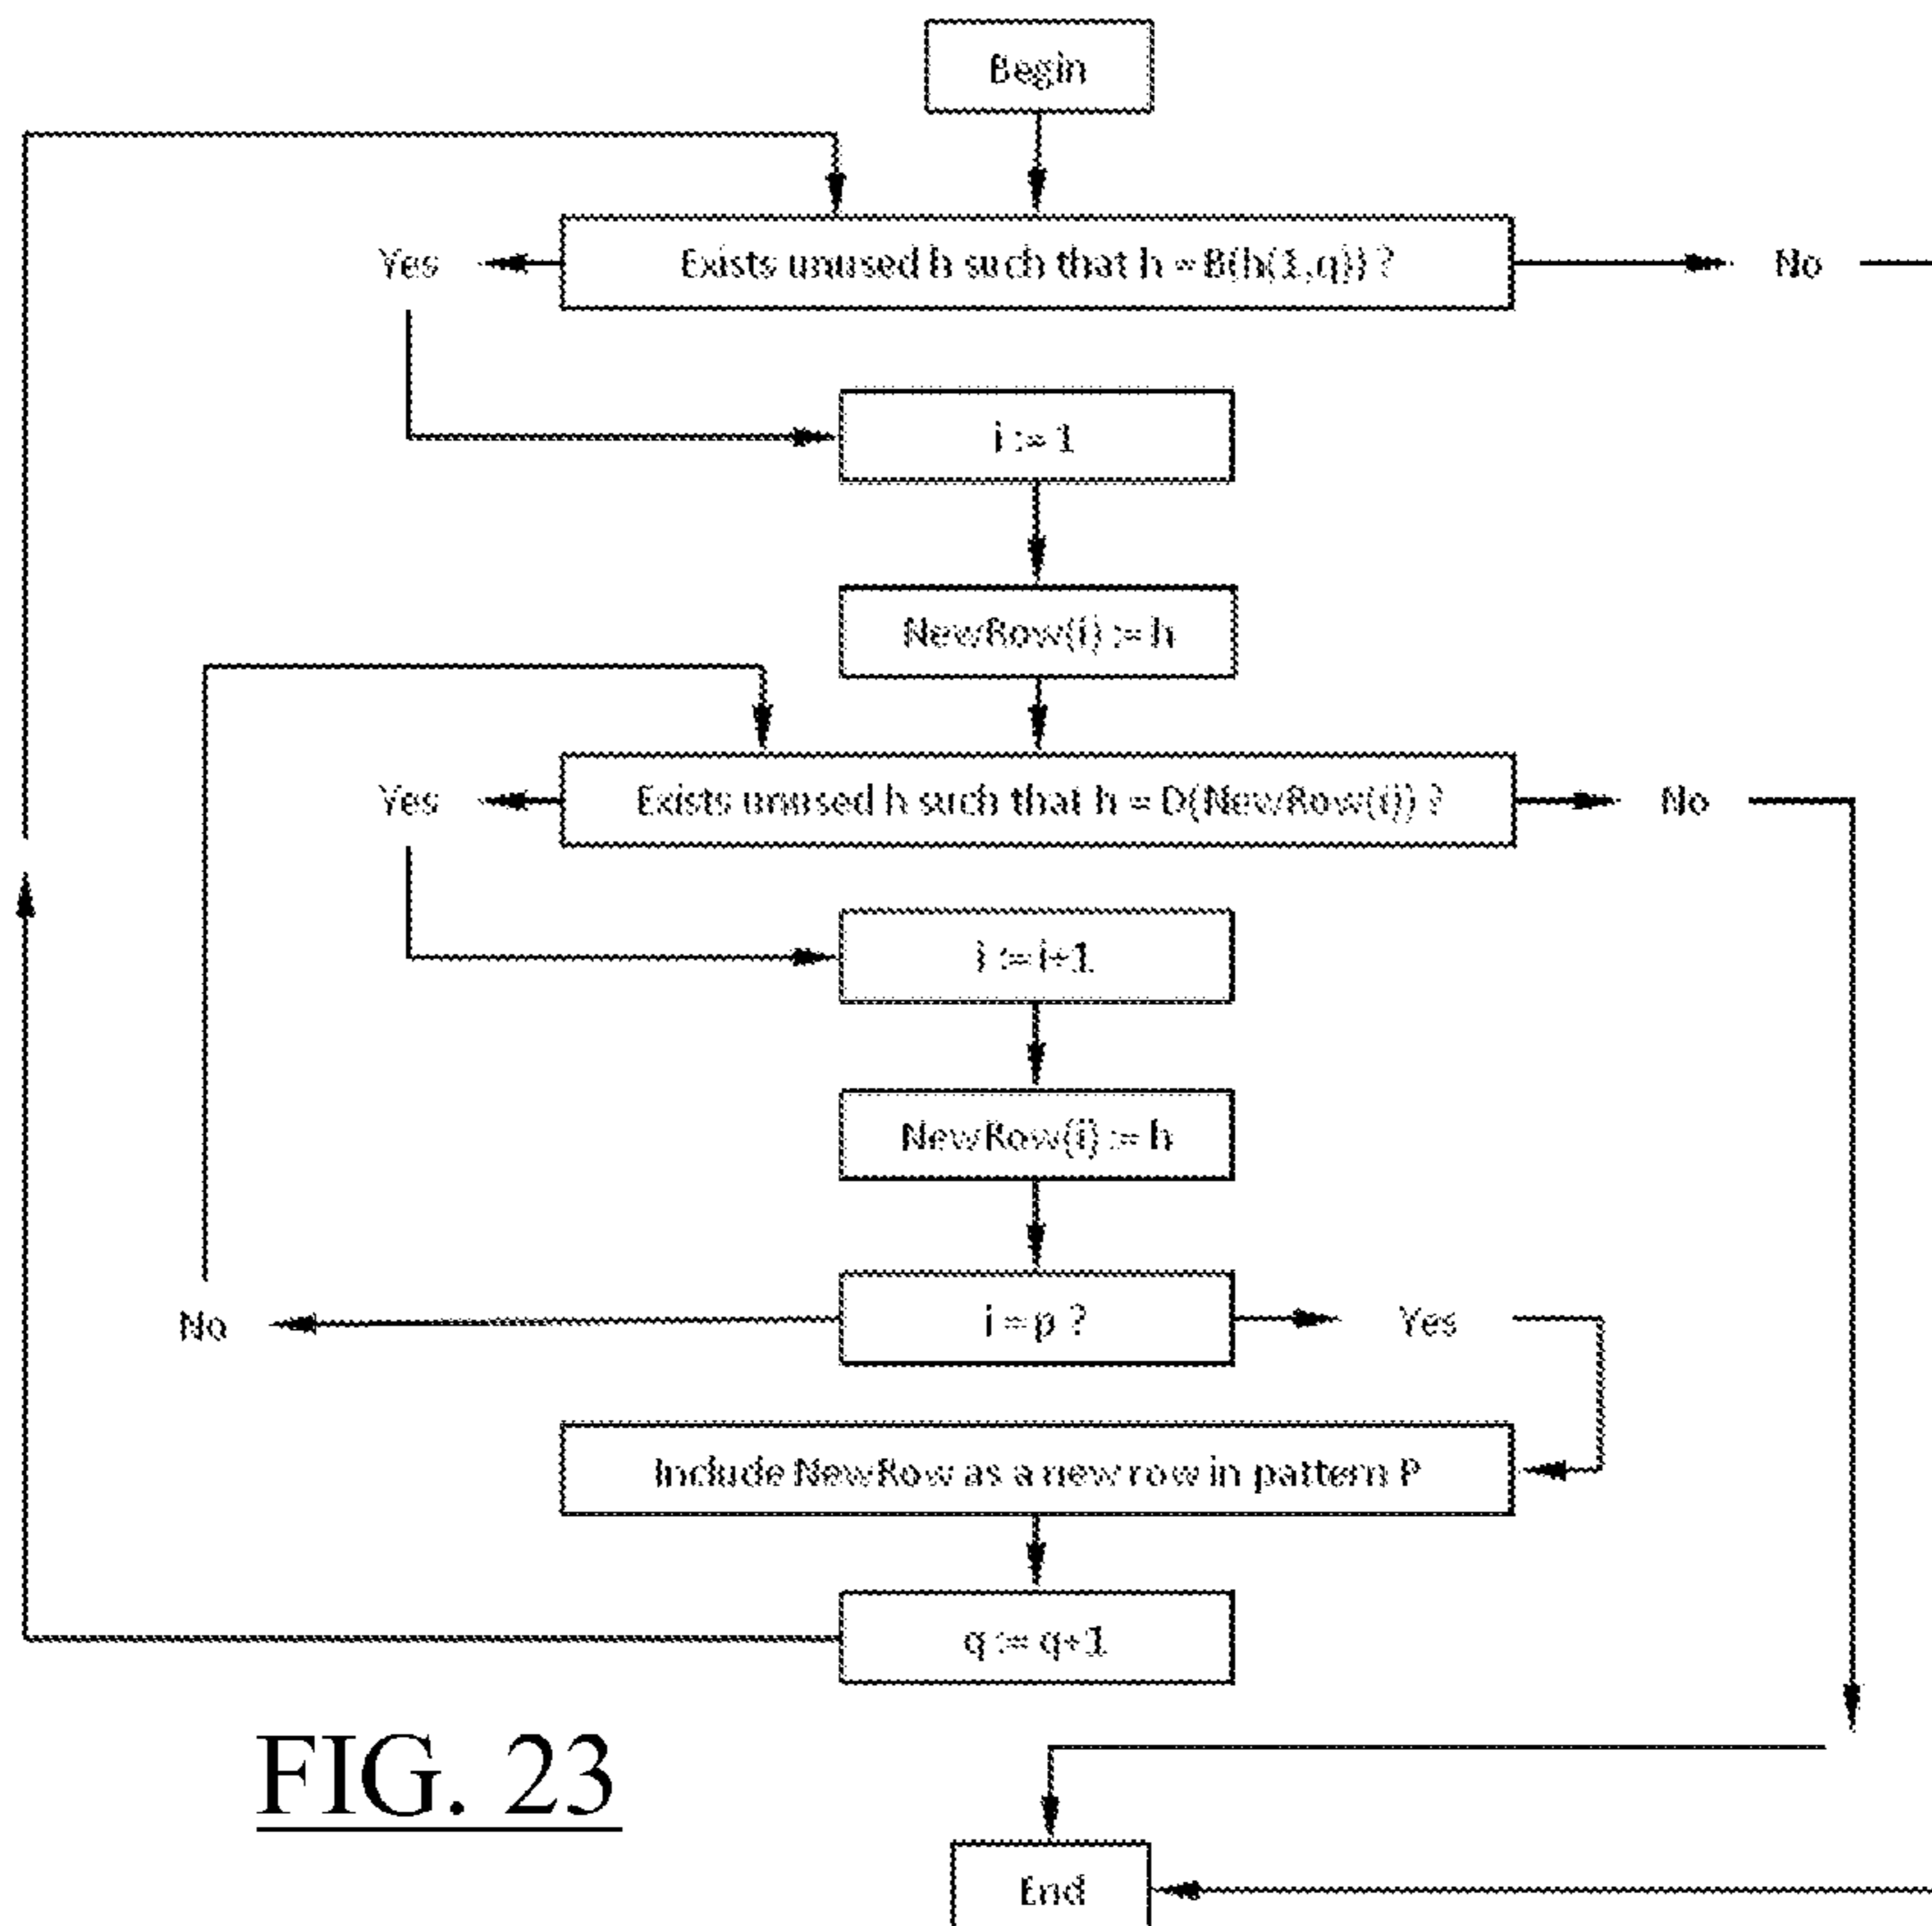 Begin
Yes
Exists unused h such that h = B(h(1,q)) ?
No
i := 1
NewRow(i) := h
Yes
Exists unused h such that h = D(NewRow(i)) ?
No
i := i+1
NewRow(i) := h
No
i = p ?
Yes
Include NewRow as a new row in pattern P
q := q+1
FIG. 23
End